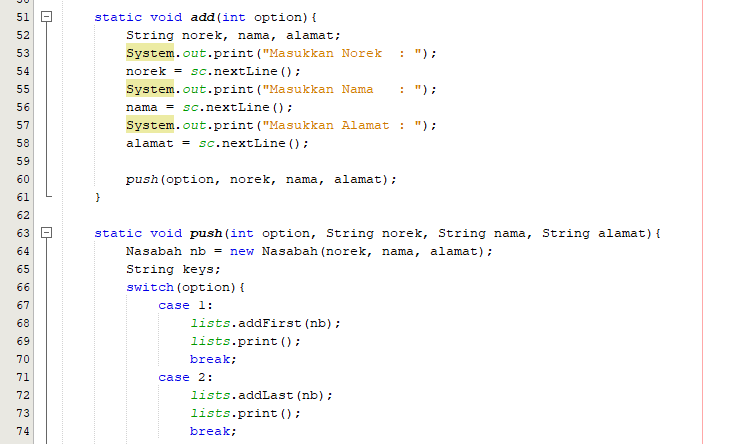 51 static void add(int option){
52 String norek, nama, alamat;
53 System.out.print("Masukkan Norek  : ");
54 norek = sc.nextLine();
55 System.out.print("Masukkan Nama   : ");
56 nama = sc.nextLine();
57 System.out.print("Masukkan Alamat : ");
58 alamat = sc.nextLine();
59
60 push(option, norek, nama, alamat);
61 }
62
63 static void push(int option, String norek, String nama, String alamat){
64 Nasabah nb = new Nasabah(norek, nama, alamat);
65 String keys;
66 switch(option){
67 case 1:
68 lists.addFirst(nb);
69 lists.print();
70 break;
71 case 2:
72 lists.addLast(nb);
73 lists.print();
74 break;